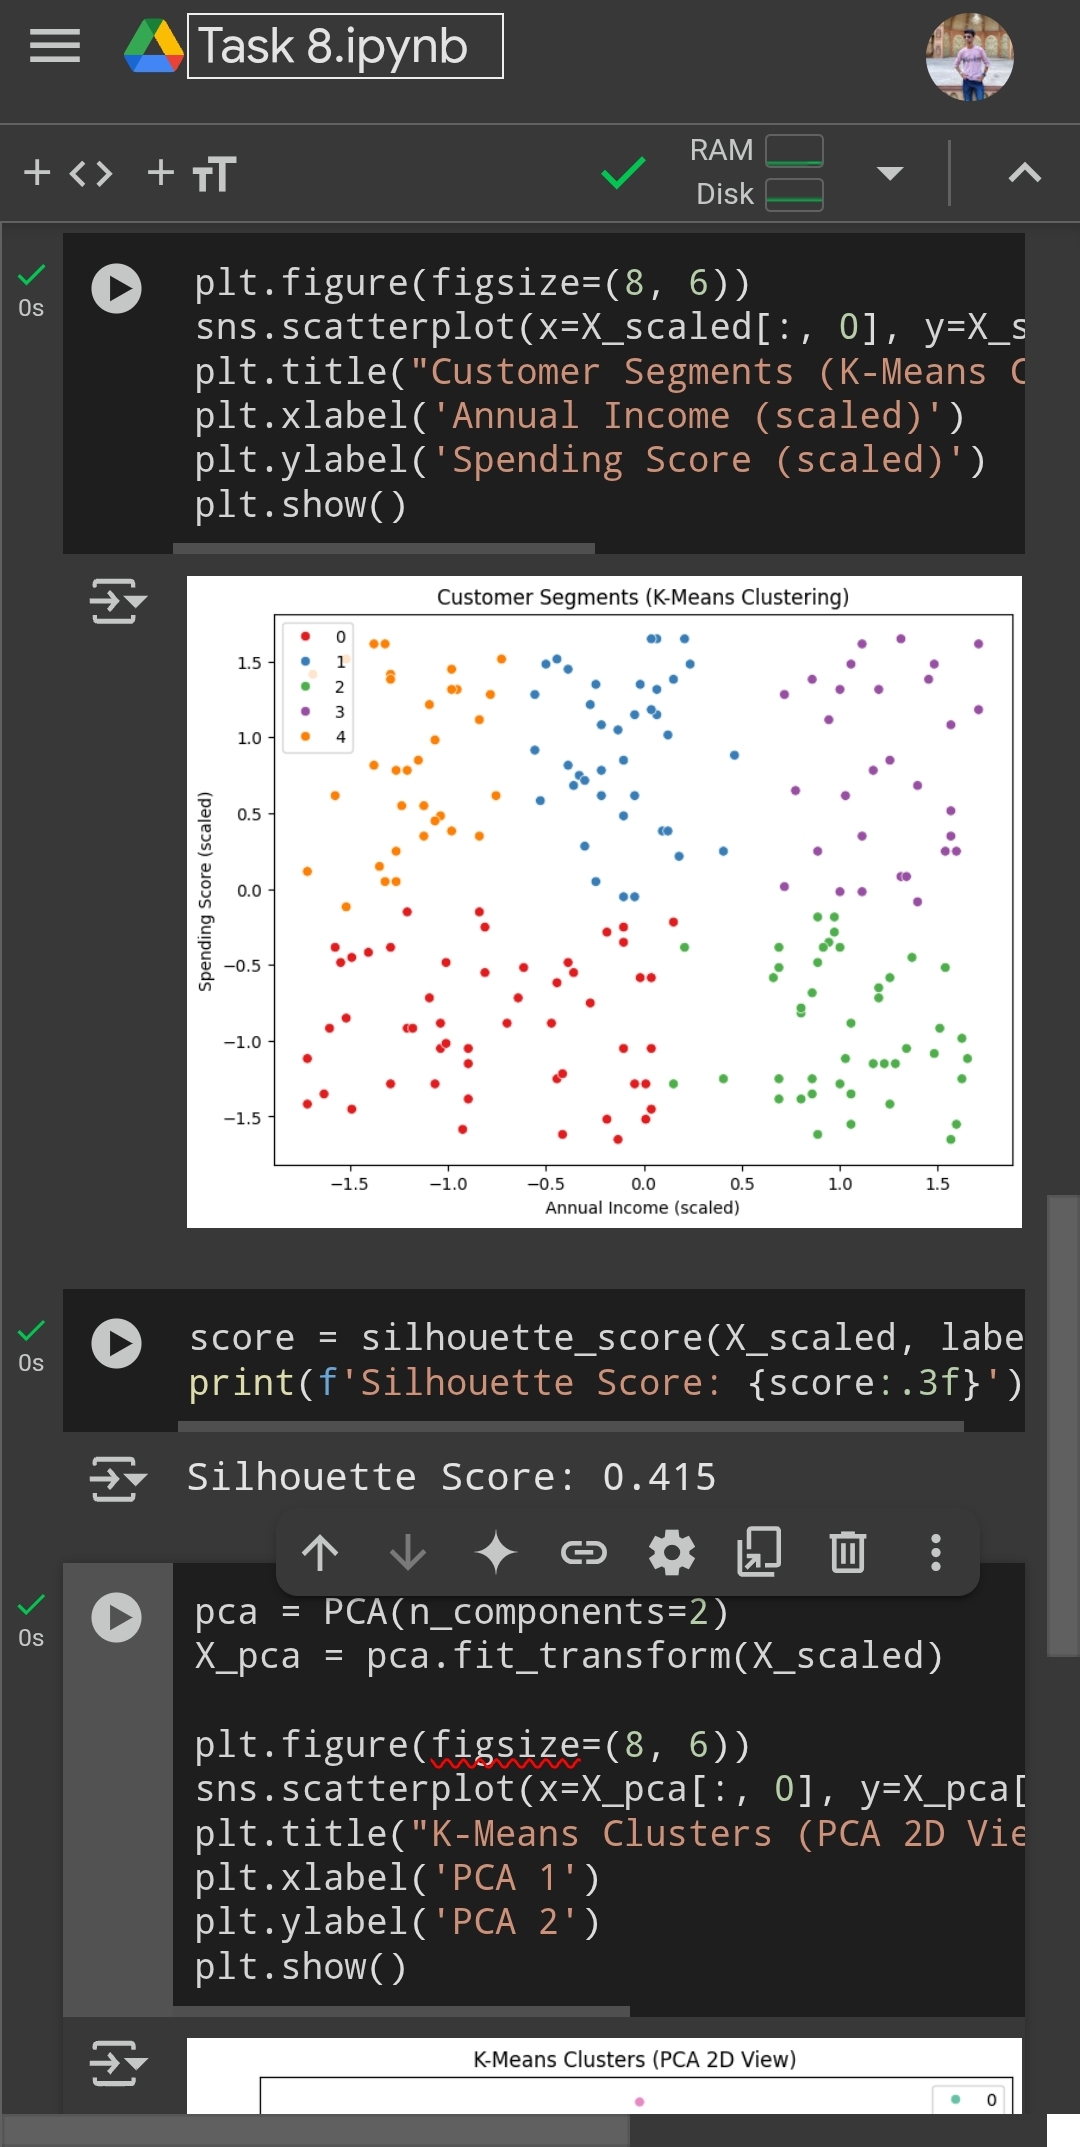 Task 8.ipynb
RAM
Disk
0s
plt.figure(figsize=(8, 6))
sns.scatterplot(x=X_scaled[:, 0], y=X_s
plt.title("Customer Segments (K-Means C
plt.xlabel('Annual Income (scaled)')
plt.ylabel('Spending Score (scaled)')
plt.show()
Customer Segments (K-Means Clustering)
0
1
2
3
4
1.5
1.0
0.5
0.0
−0.5
−1.0
−1.5
Spending Score (scaled)
−1.5 −1.0 −0.5 0.0 0.5 1.0 1.5
Annual Income (scaled)
0s
score = silhouette_score(X_scaled, labe
print(f'Silhouette Score: {score:.3f}')
Silhouette Score: 0.415
0s
pca = PCA(n_components=2)
X_pca = pca.fit_transform(X_scaled)
plt.figure(figsize=(8, 6))
sns.scatterplot(x=X_pca[:, 0], y=X_pca[
plt.title("K-Means Clusters (PCA 2D Vie
plt.xlabel('PCA 1')
plt.ylabel('PCA 2')
plt.show()
K-Means Clusters (PCA 2D View)
0